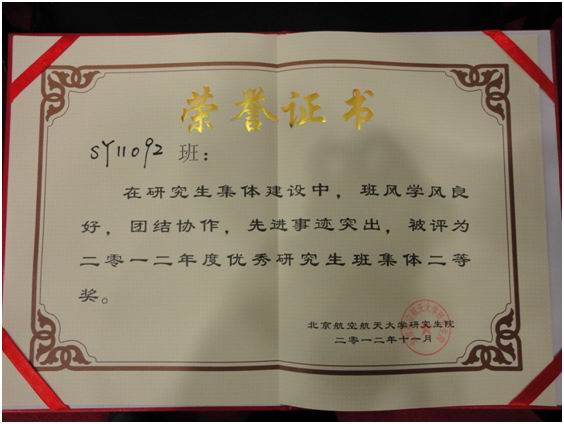 荣誉证书
SY11092 班：
在研究生集体建设中，班风学风良
好，团结协作，先进事迹突出，被评为
二零一二年度优秀研究生班集体二等
奖。
北京航空航天大学研究生院
二零一二年十一月